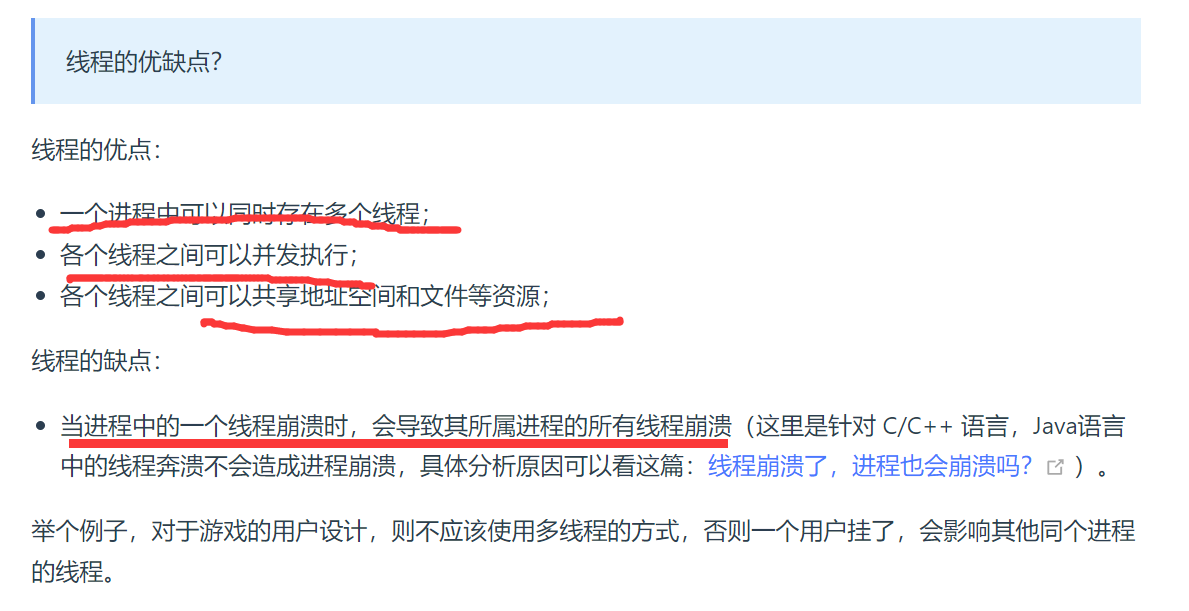 线程的优缺点？
线程的优点：
一个进程中可以同时存在多个线程；
各个线程之间可以并发执行；
各个线程之间可以共享地址空间和文件等资源；
线程的缺点：
当进程中的一个线程崩溃时，会导致其所属进程的所有线程崩溃（这里是针对 C/C++ 语言，Java语言
中的线程奔溃不会造成进程崩溃，具体分析原因可以看这篇：线程崩溃了，进程也会崩溃吗？）。
举个例子，对于游戏的用户设计，则不应该使用多线程的方式，否则一个用户挂了，会影响其他同个进程
的线程。